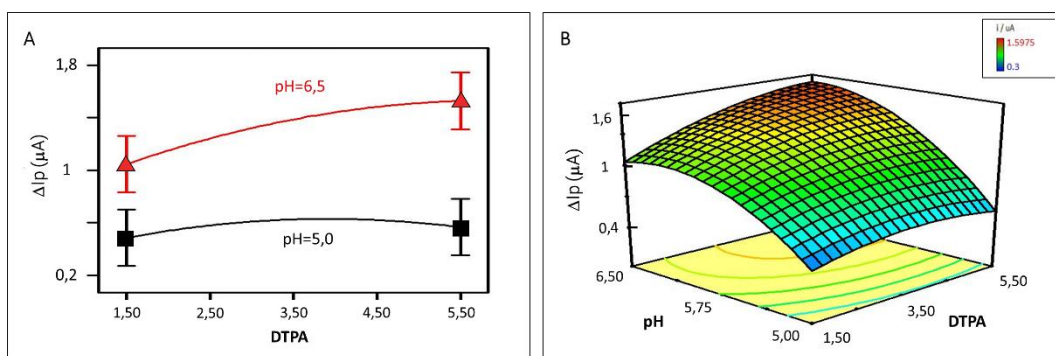 A
1,8
1
0,2
ΔIp (μA)
pH=6,5
pH=5,0
1,50
2,50
3,50
4,50
5,50
DTPA
B
i / uA
1.5975
0.3
1,6
1
0,4
ΔIp (μA)
6,50
5,75
5,00
pH
1,50
3,50
5,50
DTPA